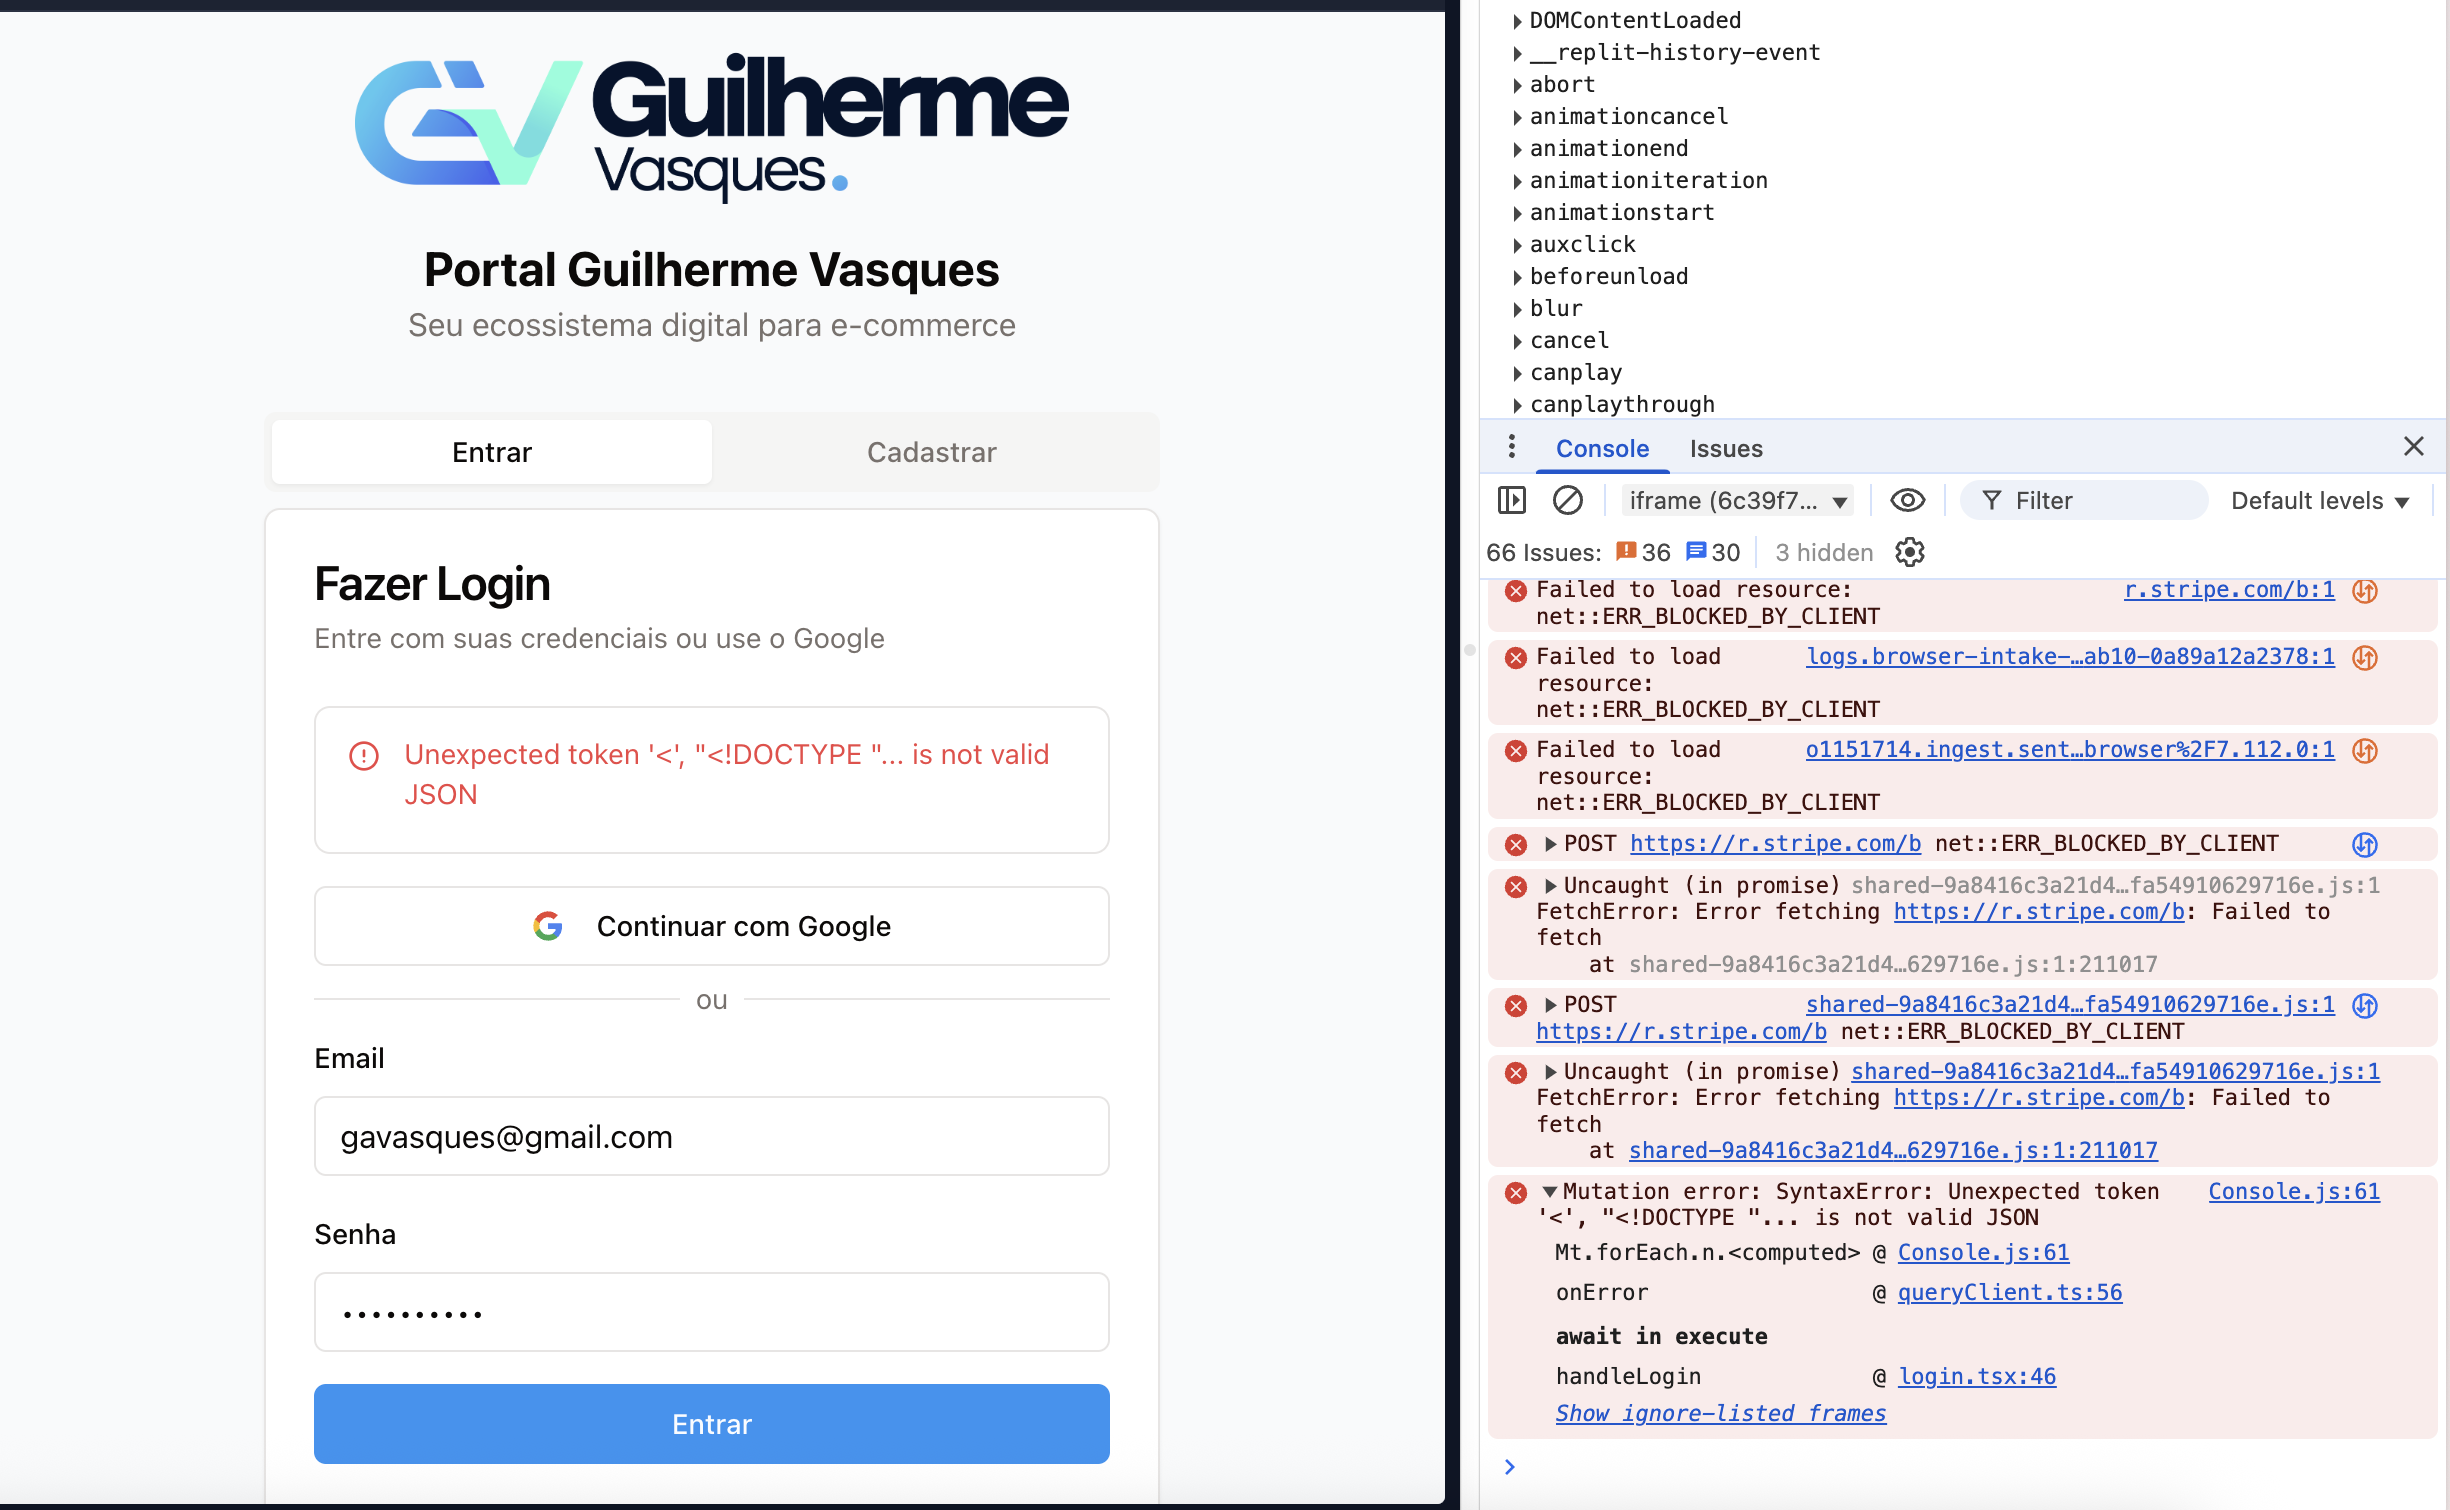 Guilherme
Vasques.
Portal Guilherme Vasques
Seu ecossistema digital para e-commerce
Entrar
Cadastrar
Fazer Login
Entre com suas credenciais ou use o Google
Unexpected token '<', "<!DOCTYPE "... is not valid
JSON
Continuar com Google
ou
Email
gavasques@gmail.com
Senha
••••••••••
Entrar
DOMContentLoaded
__replit-history-event
abort
animationcancel
animationend
animationiteration
animationstart
auxclick
beforeunload
blur
cancel
canplay
canplaythrough
Console Issues
iframe (6c39f7... Filter Default levels
66 Issues: 36 30 3 hidden
Failed to load resource: r.stripe.com/b:1
net::ERR_BLOCKED_BY_CLIENT
Failed to load logs.browser-intake-…ab10-0a89a12a2378:1
resource:
net::ERR_BLOCKED_BY_CLIENT
Failed to load o1151714.ingest.sent…browser%2F7.112.0:1
resource:
net::ERR_BLOCKED_BY_CLIENT
POST https://r.stripe.com/b net::ERR_BLOCKED_BY_CLIENT
Uncaught (in promise) shared-9a8416c3a21d4…fa54910629716e.js:1
FetchError: Error fetching https://r.stripe.com/b: Failed to
fetch
at shared-9a8416c3a21d4…629716e.js:1:211017
POST shared-9a8416c3a21d4…fa54910629716e.js:1
https://r.stripe.com/b net::ERR_BLOCKED_BY_CLIENT
Uncaught (in promise) shared-9a8416c3a21d4…fa54910629716e.js:1
FetchError: Error fetching https://r.stripe.com/b: Failed to
fetch
at shared-9a8416c3a21d4…629716e.js:1:211017
Mutation error: SyntaxError: Unexpected token Console.js:61
'<', "<!DOCTYPE "... is not valid JSON
Mt.forEach.n.<computed> @ Console.js:61
onError @ queryClient.ts:56
await in execute
handleLogin @ login.tsx:46
Show ignore-listed frames